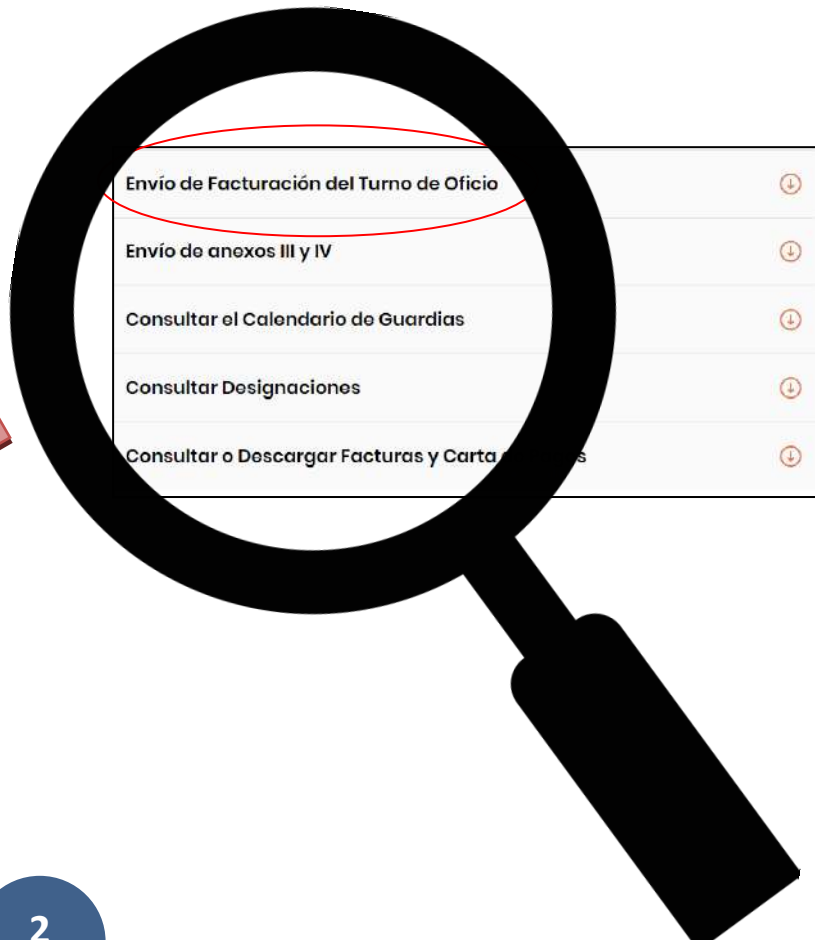 Envío de Facturación del Turno de Oficio
Envío de anexos III y IV
Consultar el Calendario de Guardias
Consultar Designaciones
Consultar o Descargar Facturas y Carta
2